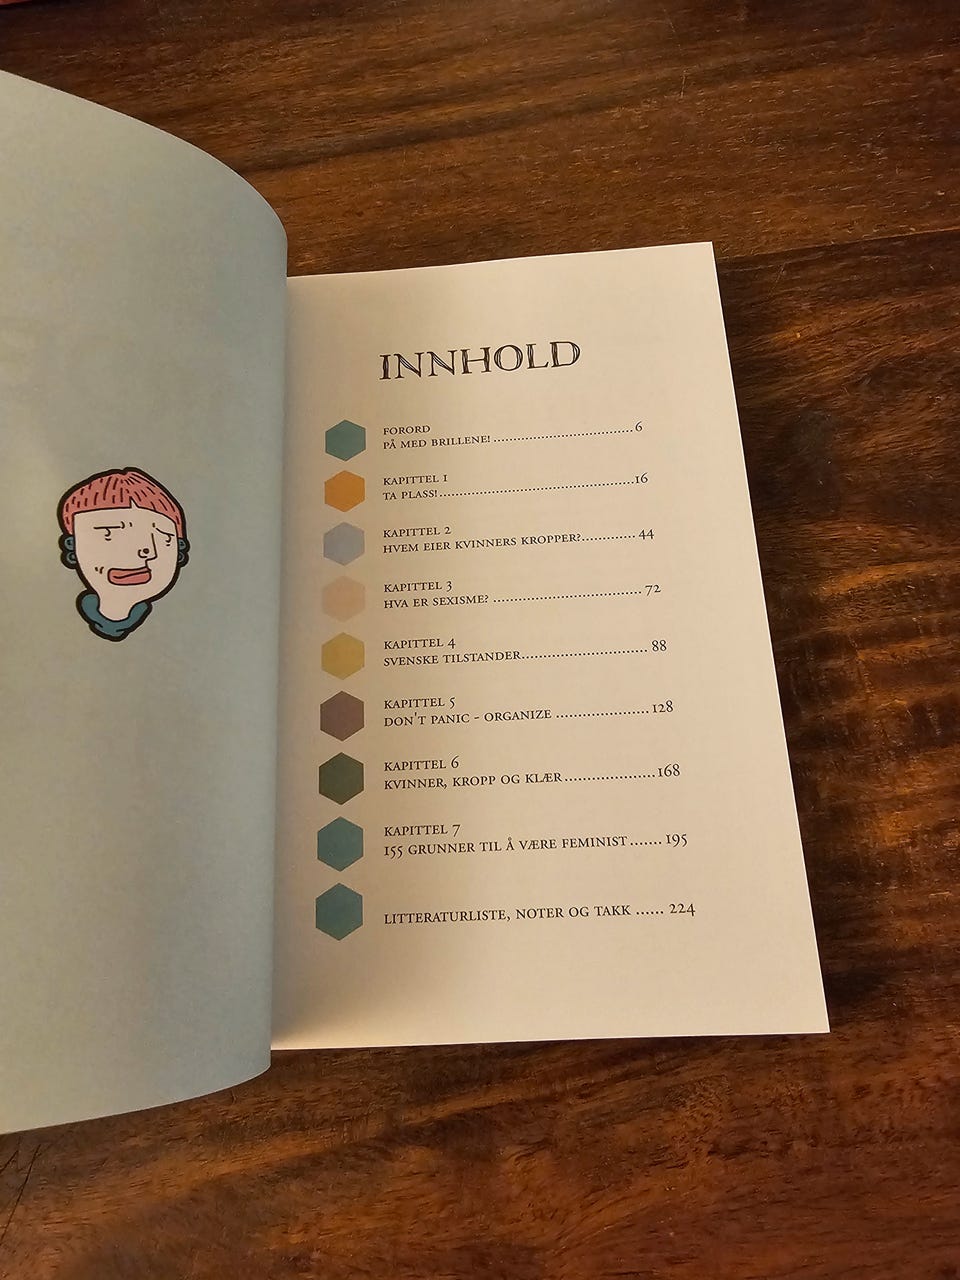 INNHOLD
FORORD
PÅ MED BRILLENE! ..................................... 6
KAPITTEL 1
TA PLASS! ..................................................... 16
KAPITTEL 2
HVEM EIER KVINNERS KROPPER? ............. 44
KAPITTEL 3
HVA ER SEXISME? ..................................... 72
KAPITTEL 4
SVENSKE TILSTANDER............................... 88
KAPITTEL 5
DON'T PANIC - ORGANIZE ....................... 128
KAPITTEL 6
KVINNER, KROPP OG KLÆR ..................... 168
KAPITTEL 7
155 GRUNNER TIL Å VÆRE FEMINIST ....... 195
LITTERATURLISTE, NOTER OG TAKK ...... 224